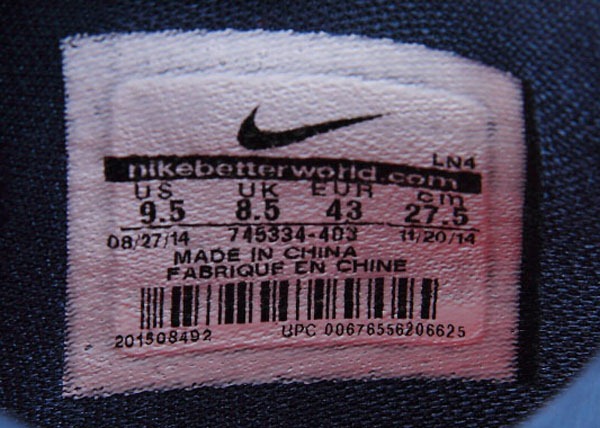 LN4
nikebetterworld.com
US UK EUR cm
9.5 8.5 43 27.5
08/27/14 745334-403 11/20/14
MADE IN CHINA
FABRIQUE EN CHINE
201508492 UPC 00676556206625